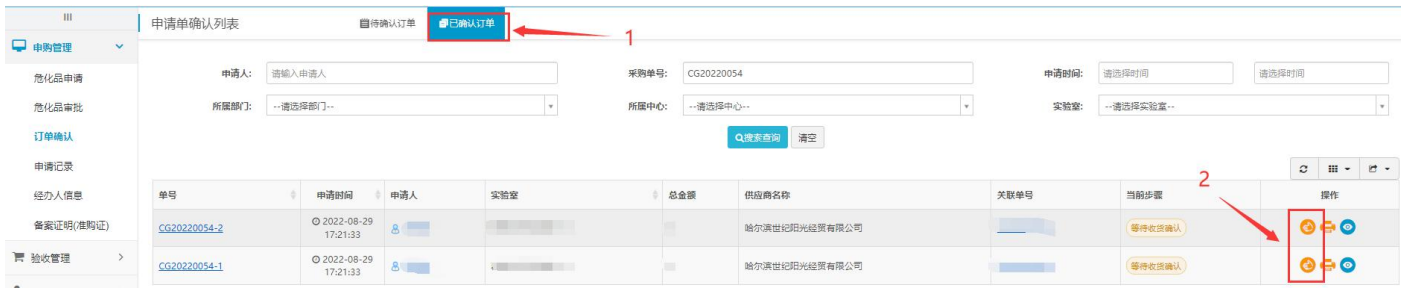 申请单确认列表 待确认订单 已确认订单
1
申购管理
危化品申请 申请人: 请输入申请人 采购单号: CG20220054 申请时间: 请选择时间 请选择时间
危化品审批 所属部门: --请选择部门-- 所属中心: --请选择中心-- 实验室: --请选择实验室--
订单确认 搜索查询 清空
申请记录
经办人信息 单号 申请时间 申请人 实验室 总金额 供应商名称 关联单号 当前步骤 操作
2
备案证明(准购证) CG20220054-2 2022-08-29 17:21:33 哈尔滨世纪阳光经贸有限公司 等待收货确认
验收管理 CG20220054-1 2022-08-29 17:21:33 哈尔滨世纪阳光经贸有限公司 等待收货确认